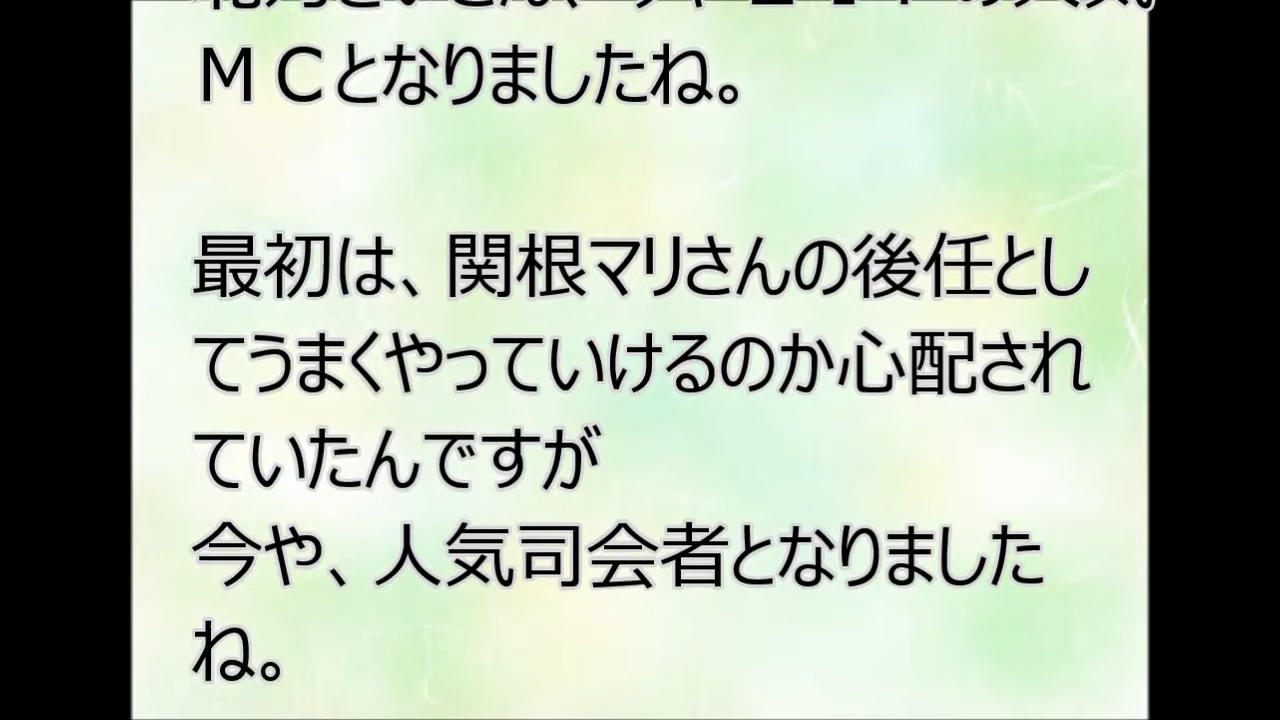 ＭＣとなりましたね。
最初は、関根マリさんの後任とし
てうまくやっていけるのか心配され
ていたんですが
今や、人気司会者となりました
ね。